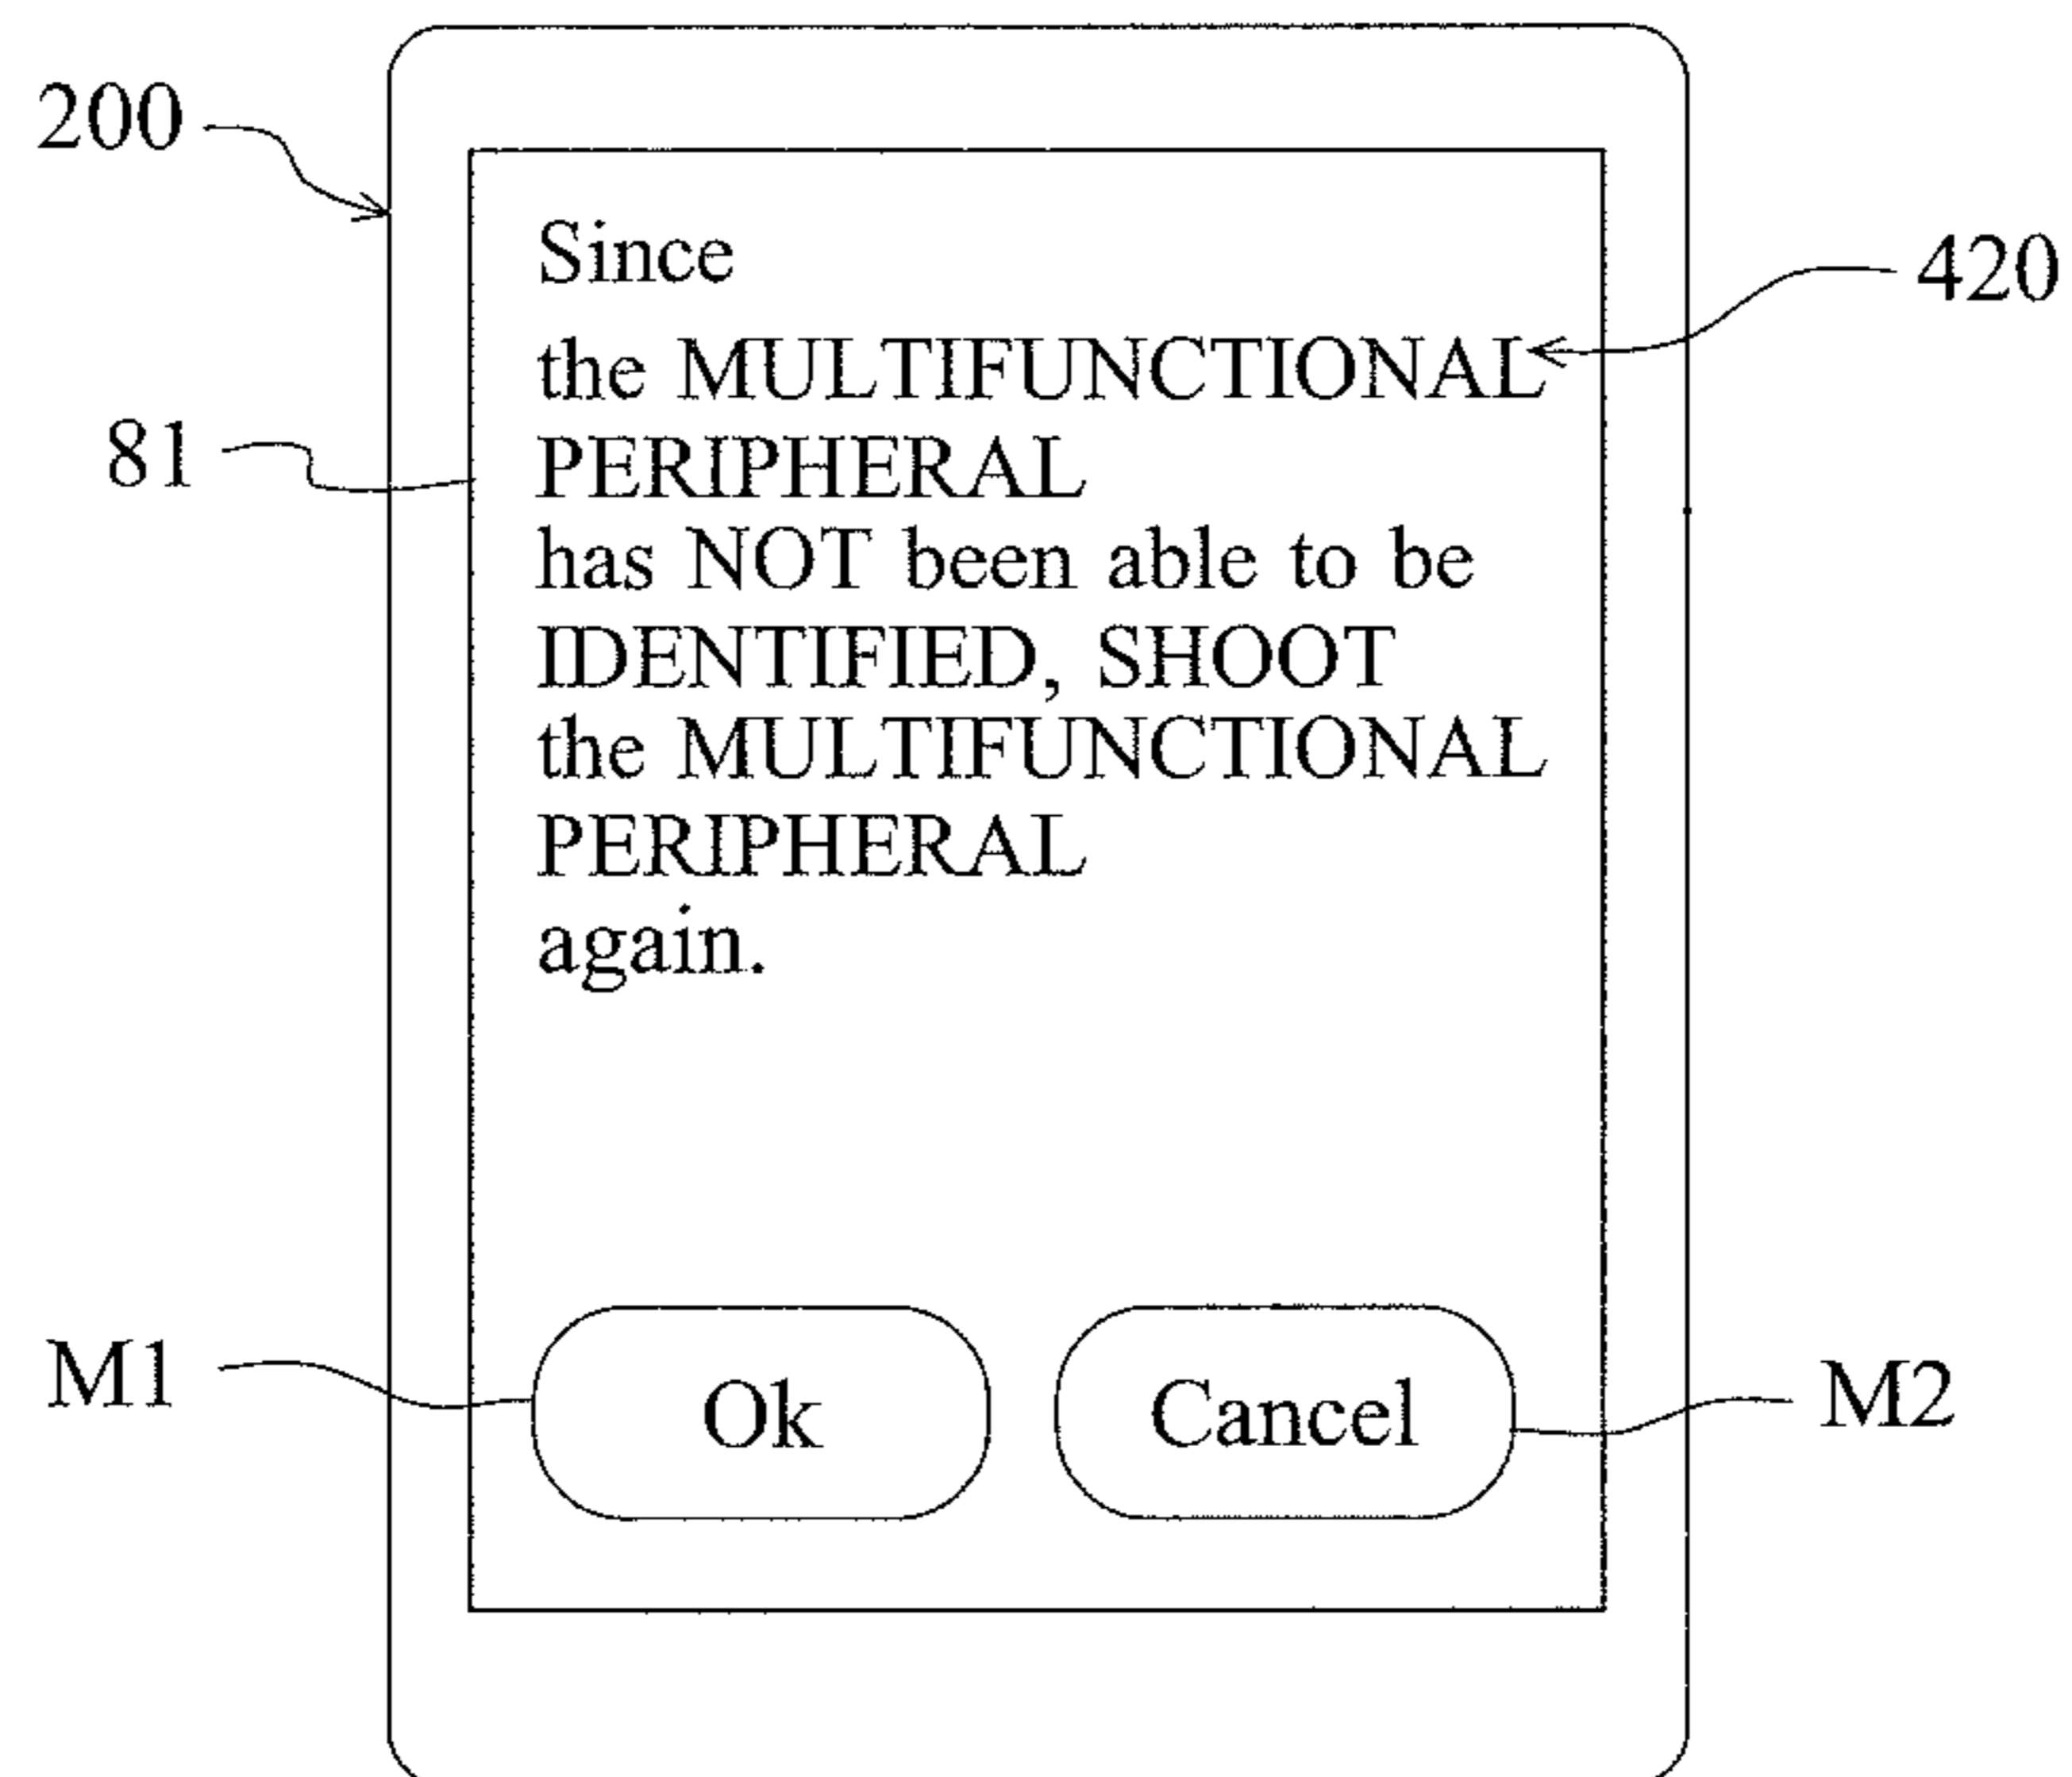 200
Since
420
the MULTIFUNCTIONAL
81
PERIPHERAL
has NOT been able to be
IDENTIFIED, SHOOT
the MULTIFUNCTIONAL
PERIPHERAL
again.
M1
Ok
Cancel
M2